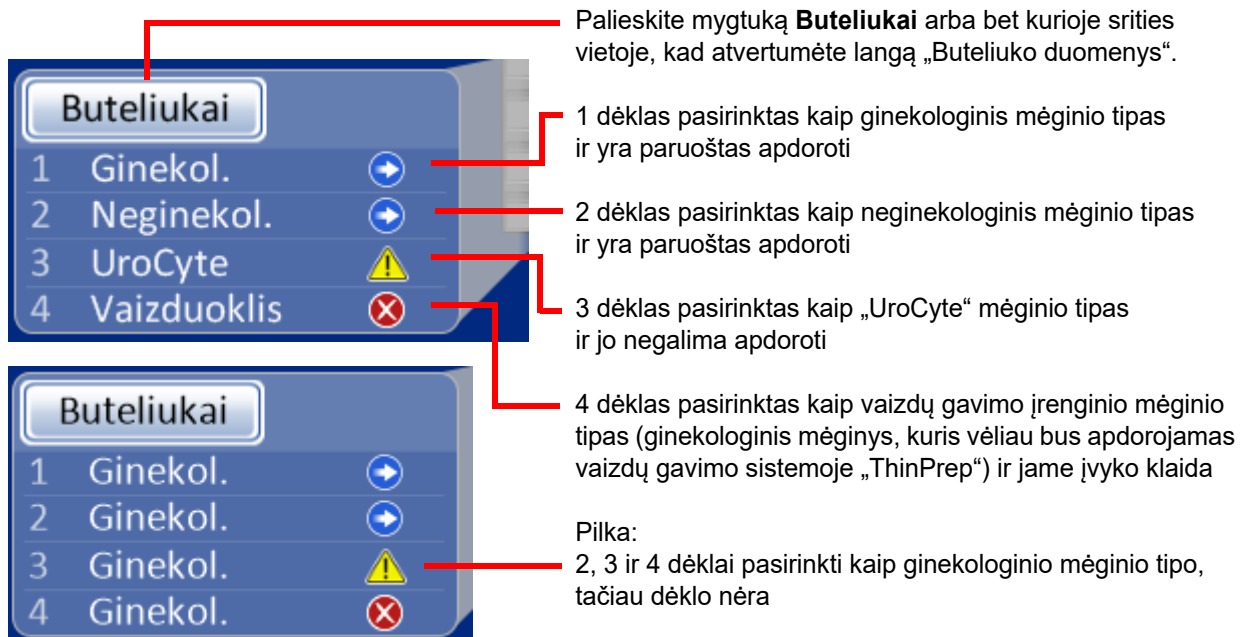 Palieskite mygtuką Buteliukai arba bet kurioje srities
vietoje, kad atvertumėte langą „Buteliuko duomenys“.
Buteliukai
1 Ginekol.
2 Neginekol.
3 UroCyte
4 Vaizduoklis
1 dėklas pasirinktas kaip ginekologinis mėginio tipas
ir yra paruoštas apdoroti
2 dėklas pasirinktas kaip neginekologinis mėginio tipas
ir yra paruoštas apdoroti
3 dėklas pasirinktas kaip „UroCyte“ mėginio tipas
ir jo negalima apdoroti
4 dėklas pasirinktas kaip vaizdų gavimo įrenginio mėginio
tipas (ginekologinis mėginys, kuris vėliau bus apdorojamas
vaizdų gavimo sistemoje „ThinPrep“) ir jame įvyko klaida
Buteliukai
1 Ginekol.
2 Ginekol.
3 Ginekol.
4 Ginekol.
Pilka:
2, 3 ir 4 dėklai pasirinkti kaip ginekologinio mėginio tipo,
tačiau dėklo nėra